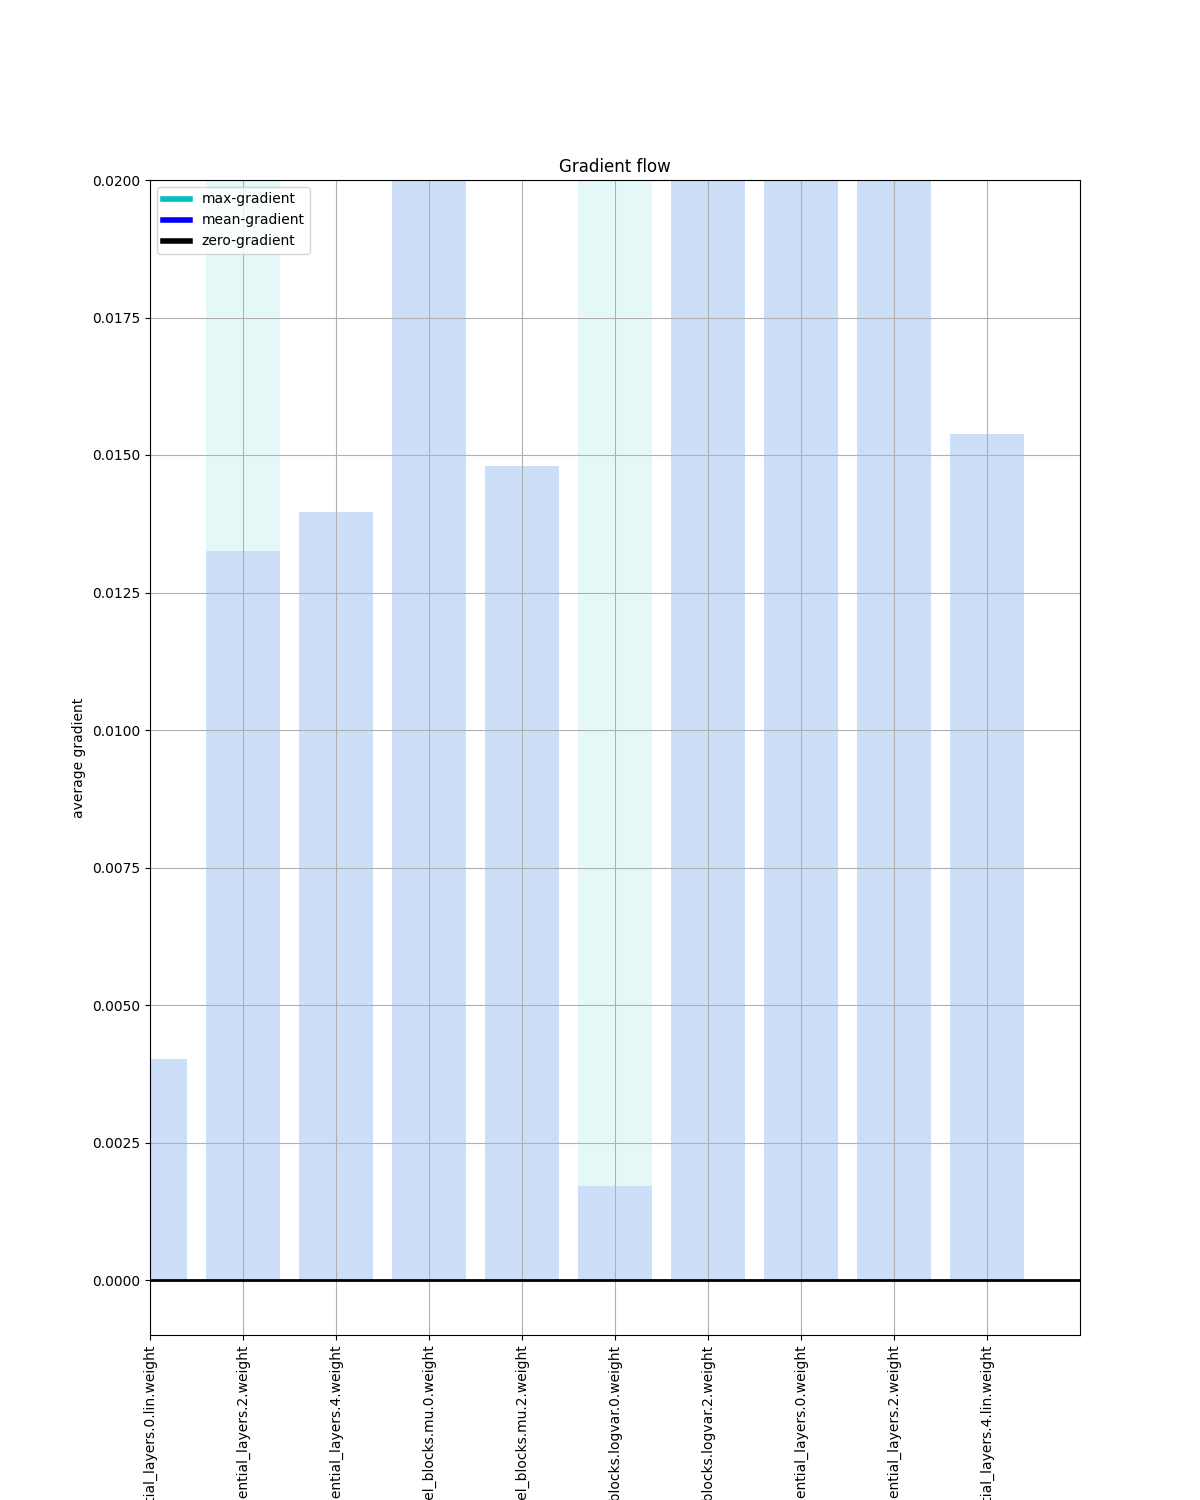 Gradient flow
max-gradient
mean-gradient
zero-gradient
0.0200
0.0175
0.0150
0.0125
0.0100
0.0075
0.0050
0.0025
0.0000
average gradient
tial_layers.0.lin.weight
ential_layers.2.weight
ential_layers.4.weight
el_blocks.mu.0.weight
el_blocks.mu.2.weight
blocks.logvar.0.weight
blocks.logvar.2.weight
ential_layers.0.weight
ential_layers.2.weight
tial_layers.4.lin.weight